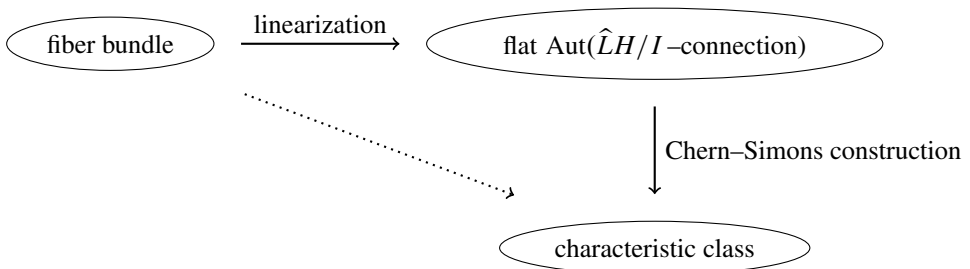 linearization
fiber bundle
flat Aut(L̂H/I–connection)
Chern–Simons construction
characteristic class